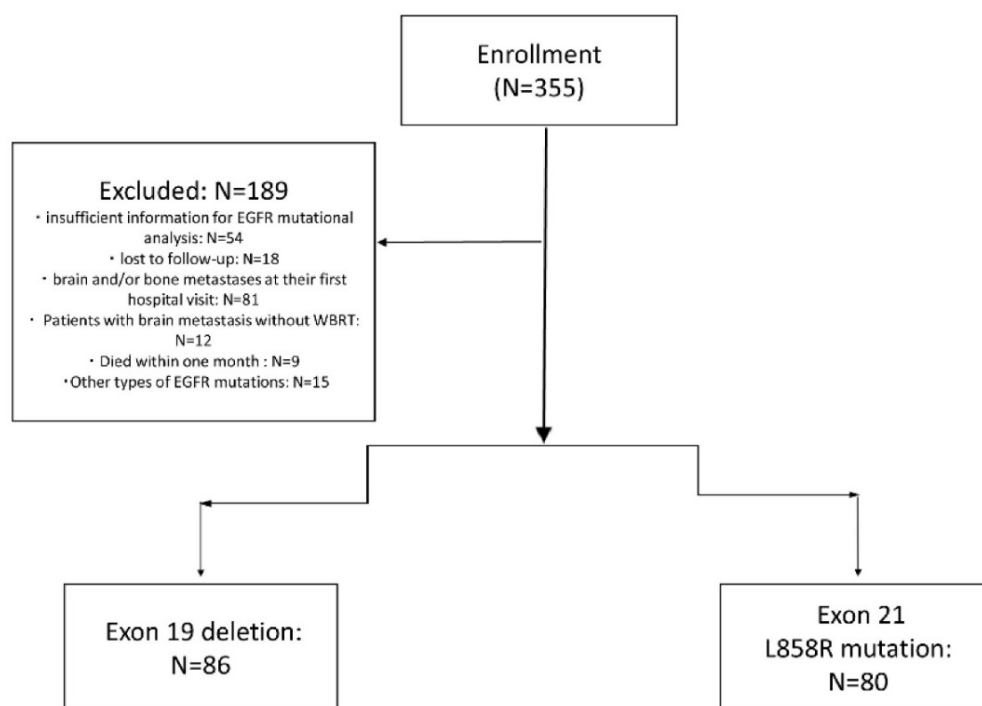 Enrollment
(N=355)
Excluded: N=189
· insufficient information for EGFR mutational
analysis: N=54
· lost to follow-up: N=18
· brain and/or bone metastases at their first
hospital visit: N=81
· Patients with brain metastasis without WBRT:
N=12
· Died within one month : N=9
·Other types of EGFR mutations: N=15
Exon 19 deletion:
N=86
Exon 21
L858R mutation:
N=80